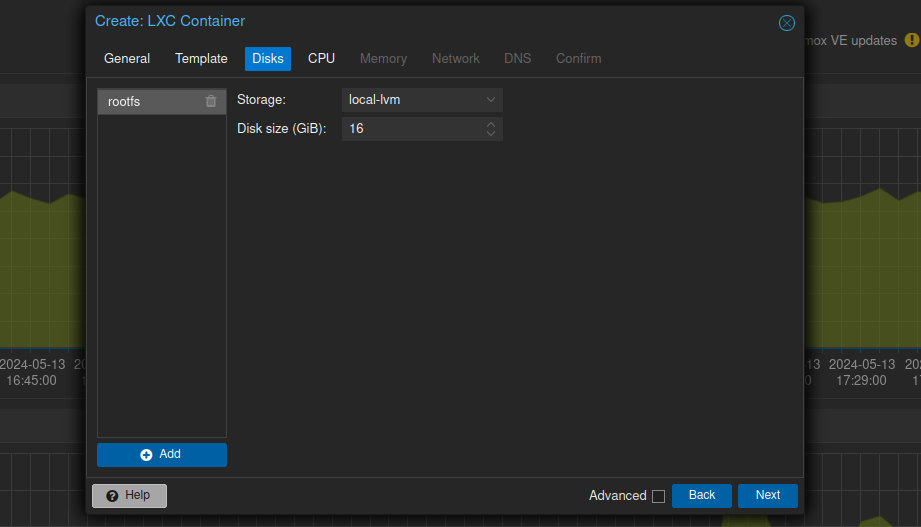 Create: LXC Container
mox VE updates
General Template Disks CPU Memory Network DNS Confirm
rootfs
Storage: local-lvm
Disk size (GiB): 16
2024-05-13
16:45:00
13 2024-05-13
17:29:00
Add
Help
Advanced Back Next